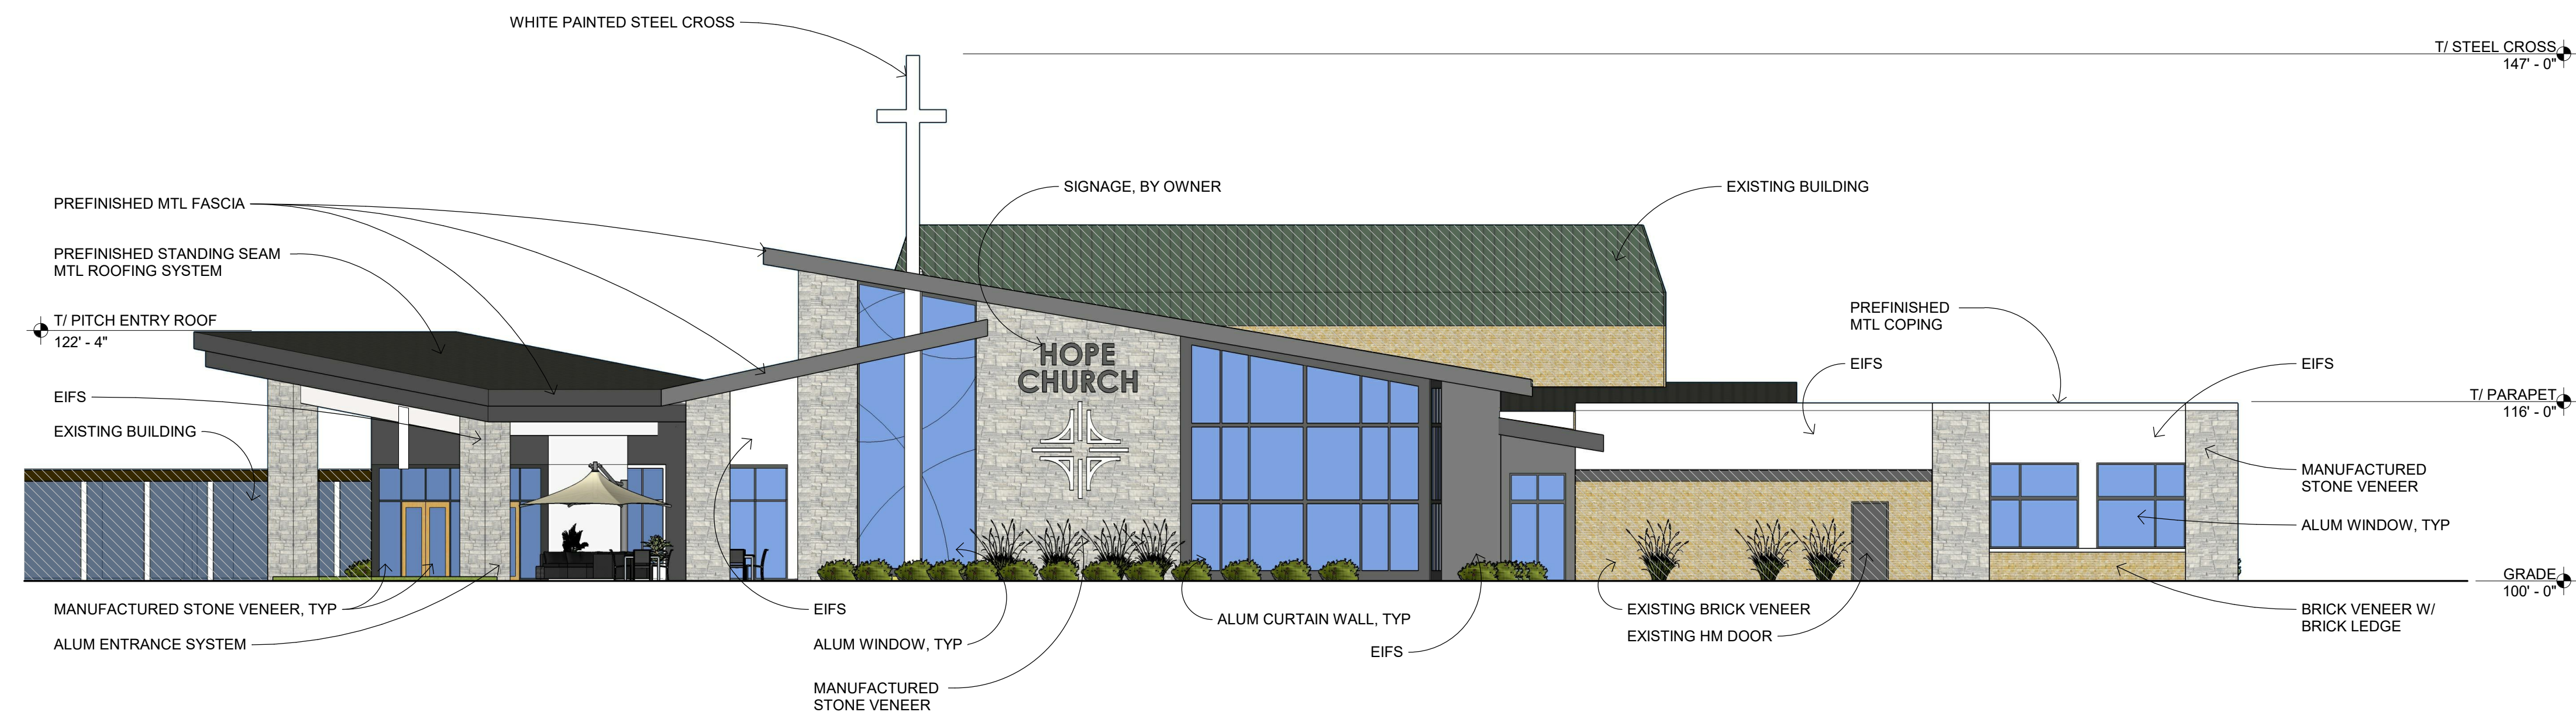 WHITE PAINTED STEEL CROSS
T/ STEEL CROSS
147' - 0"
SIGNAGE, BY OWNER
EXISTING BUILDING
PREFINISHED MTL FASCIA
PREFINISHED STANDING SEAM
MTL ROOFING SYSTEM
T/ PITCH ENTRY ROOF
122' - 4"
PREFINISHED
MTL COPING
EIFS
EIFS
HOPE
CHURCH
EIFS
T/ PARAPET
116' - 0"
EXISTING BUILDING
MANUFACTURED
STONE VENEER
ALUM WINDOW, TYP
GRADE
100' - 0"
MANUFACTURED STONE VENEER, TYP
EIFS
ALUM CURTAIN WALL, TYP
EXISTING BRICK VENEER
BRICK VENEER W/
BRICK LEDGE
EXISTING HM DOOR
ALUM ENTRANCE SYSTEM
ALUM WINDOW, TYP
EIFS
MANUFACTURED
STONE VENEER